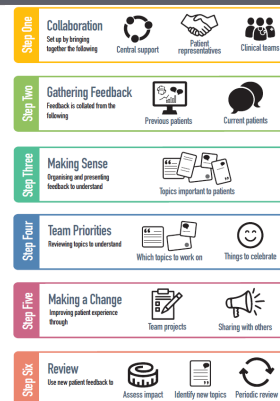 Step One
Collaboration
Set up by bringing
together the following
Central support
Patient
representatives
Clinical teams
Step Two
Gathering Feedback
Feedback is collated from the
following
Previous patients
Current patients
Step Three
Making Sense
Organising and presenting
feedback to understand
Topics important to patients
Step Four
Team Priorities
Reviewing topics to understand
Which topics to work on
Things to celebrate
Step Five
Making a Change
Improving patient experience
through
Team projects
Sharing with others
Step Six
Review
Use new patient feedback to
Assess impact
Identify new topics
Periodic review